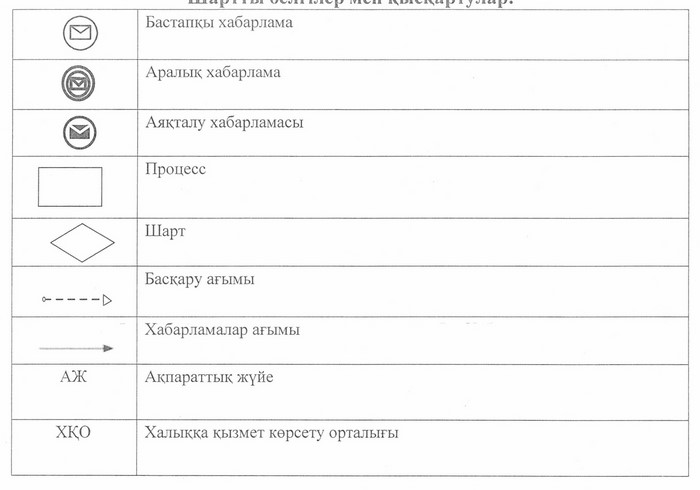 Шартты белгілер мен қысқартулар:
Бастапқы хабарлама
Аралық хабарлама
Аяқталу хабарламасы
Процесс
Шарт
Басқару ағымы
Хабарламалар ағымы
АЖ Ақпараттық жүйе
ХҚО Халыққа қызмет көрсету орталығы